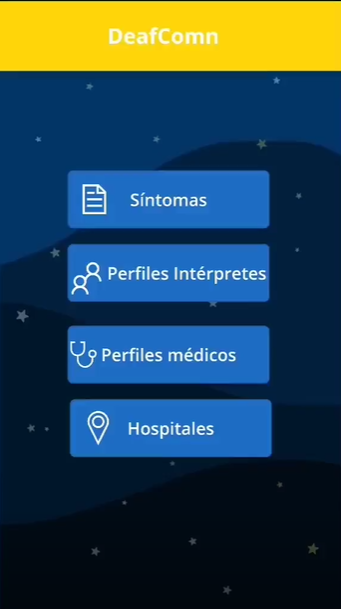 DeafComn
Síntomas
Perfiles Intérpretes
Perfiles médicos
Hospitales